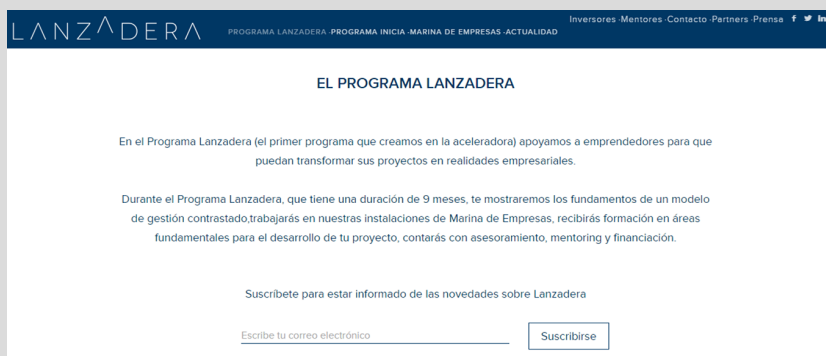 Inversores ·Mentores ·Contacto ·Partners ·Prensa
LANZADERA
PROGRAMA LANZADERA ·PROGRAMA INICIA ·MARINA DE EMPRESAS ·ACTUALIDAD
EL PROGRAMA LANZADERA
En el Programa Lanzadera (el primer programa que creamos en la aceleradora) apoyamos a emprendedores para que
puedan transformar sus proyectos en realidades empresariales.
Durante el Programa Lanzadera, que tiene una duración de 9 meses, te mostraremos los fundamentos de un modelo
de gestión contrastado,trabajarás en nuestras instalaciones de Marina de Empresas, recibirás formación en áreas
fundamentales para el desarrollo de tu proyecto, contarás con asesoramiento, mentoring y financiación.
Suscríbete para estar informado de las novedades sobre Lanzadera
Escribe tu correo electrónico
Suscribirse